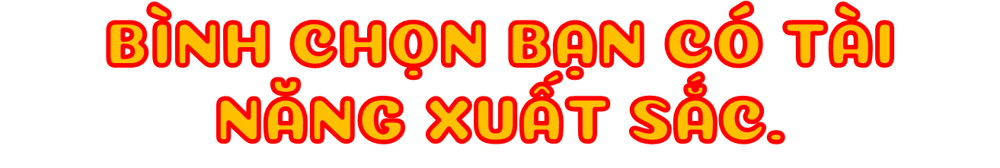 BÌNH CHỌN BẠN CÓ TÀI
NĂNG XUẤT SẮC.